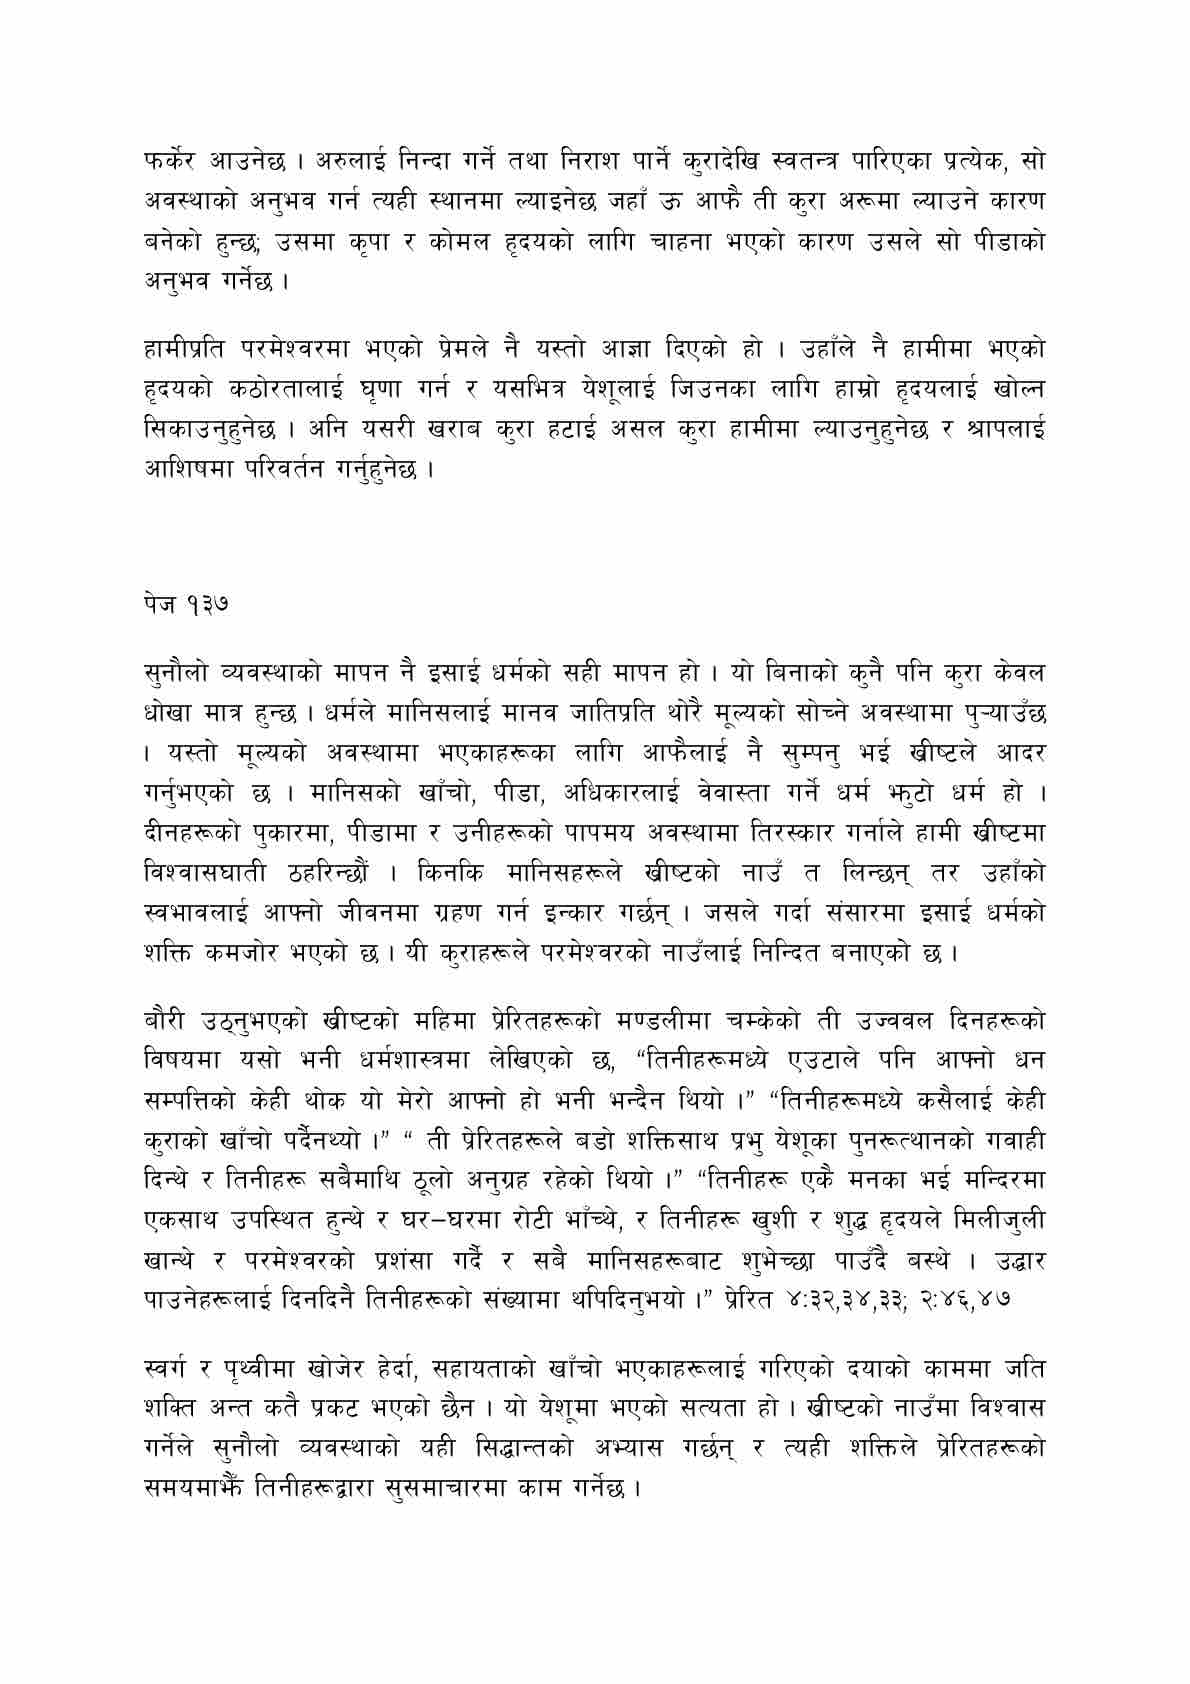 फर्केर आउनेछ । अरुलाई निन्दा गर्ने तथा निराश पार्ने कुरादेखि स्वतन्त्र पारिएका प्रत्येक, सो
अवस्थाको अनुभव गर्न त्यही स्थानमा ल्याइनेछ जहाँ ऊ आफै ती कुरा अरूमा ल्याउने कारण
बनेको हुन्छ; उसमा कृपा र कोमल हृदयको लागि चाहना भएको कारण उसले सो पीडाको
अनुभव गर्नेछ ।
हामीप्रति परमेश्वरमा भएको प्रेमले नै यस्तो आज्ञा दिएको हो । उहाँले नै हामीमा भएको
हृदयको कठोरतालाई घृणा गर्न र यसभित्र येशूलाई जिउनका लागि हाम्रो हृदयलाई खोल्न
सिकाउनुहुनेछ । अनि यसरी खराब कुरा हटाई असल कुरा हामीमा ल्याउनुहुनेछ र श्रापलाई
आशिषमा परिवर्तन गर्नुहुनेछ ।
पेज १३७
सुनौलो व्यवस्थाको मापन नै इसाई धर्मको सही मापन हो । यो बिनाको कुनै पनि कुरा केवल
धोखा मात्र हुन्छ । धर्मले मानिसलाई मानव जातिप्रति थोरै मूल्यको सोच्ने अवस्थामा पुऱ्याउँछ
। यस्तो मूल्यको अवस्थामा भएकाहरूका लागि आफैलाई नै सुम्पनु भई ख्रीष्टले आदर
गर्नुभएको छ । मानिसको खाँचो, पीडा, अधिकारलाई वेवास्ता गर्ने धर्म झुटो धर्म हो ।
दीनहरूको पुकारमा, पीडामा र उनीहरूको पापमय अवस्थामा तिरस्कार गर्नाले हामी ख्रीष्टमा
विश्वासघाती ठहरिन्छौं । किनकि मानिसहरूले ख्रीष्टको नाउँ त लिन्छन् तर उहाँको
स्वभावलाई आफ्नो जीवनमा ग्रहण गर्न इन्कार गर्छन् । जसले गर्दा संसारमा इसाई धर्मको
शक्ति कमजोर भएको छ । यी कुराहरूले परमेश्वरको नाउँलाई निन्दित बनाएको छ ।
बौरी उठ्नुभएको ख्रीष्टको महिमा प्रेरितहरूको मण्डलीमा चम्केको ती उज्ववल दिनहरूको
विषयमा यसो भनी धर्मशास्त्रमा लेखिएको छ, “तिनीहरूमध्ये एउटाले पनि आफ्नो धन
सम्पत्तिको केही थोक यो मेरो आफ्नो हो भनी भन्दैन थियो ।” “तिनीहरूमध्ये कसैलाई केही
कुराको खाँचो पर्दैनथ्यो ।” “ ती प्रेरितहरूले बडो शक्तिसाथ प्रभु येशूका पुनरूत्थानको गवाही
दिन्थे र तिनीहरू सबैमाथि ठूलो अनुग्रह रहेको थियो ।” “तिनीहरू एकै मनका भई मन्दिरमा
एकसाथ उपस्थित हुन्थे र घर–घरमा रोटी भाँच्थे, र तिनीहरू खुशी र शुद्ध हृदयले मिलीजुली
खान्थे र परमेश्वरको प्रशंसा गर्दै र सबै मानिसहरूबाट शुभेच्छा पाउँदै बस्थे । उद्धार
पाउनेहरूलाई दिनदिनै तिनीहरूको संख्यामा थपिदिनुभयो ।” प्रेरित ४:३२,३४,३३; २:४६,४७
स्वर्ग र पृथ्वीमा खोजेर हेर्दा, सहायताको खाँचो भएकाहरूलाई गरिएको दयाको काममा जति
शक्ति अन्त कतै प्रकट भएको छैन । यो येशूमा भएको सत्यता हो । ख्रीष्टको नाउँमा विश्वास
गर्नेले सुनौलो व्यवस्थाको यही सिद्धान्तको अभ्यास गर्छन् र त्यही शक्तिले प्रेरितहरूको
समयमाझैँ तिनीहरूद्वारा सुसमाचारमा काम गर्नेछ ।